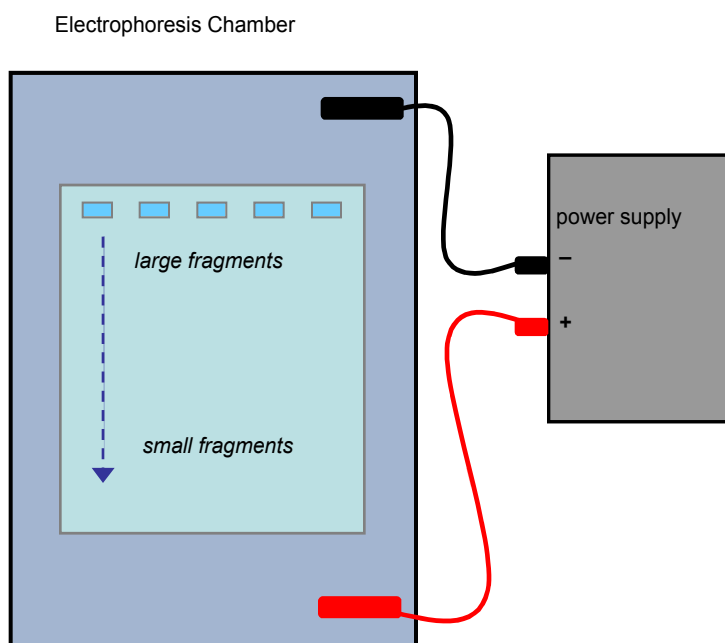 Electrophoresis Chamber
power supply
large fragments
–
+
small fragments